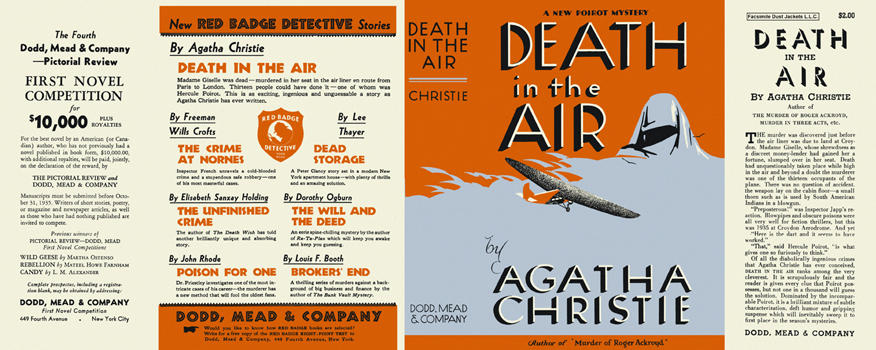 The Fourth
Dodd, Mead & Company
—Pictorial Review
FIRST NOVEL
COMPETITION
for
$10,000 PLUS
ROYALTIES
For the best novel by an American (or Cana-
dian) author, who has not previously had a
novel published in book form, $10,000.00,
with additional royalties, will be paid, jointly,
on the declaration of the reward, by
THE PICTORIAL REVIEW and
DODD, MEAD & COMPANY
Manuscripts must be submitted before Octo-
ber 31, 1935. Writers of short stories, poetry,
or magazine and newspaper articles, as well
as those who have had nothing published are
invited to compete.
Previous winners of
PICTORIAL REVIEW—DODD, MEAD
First Novel Competitions
WILD GEESE by MARTHA OSTENSO
REBELLION by MATEEL HOWE FARNHAM
CANDY by L. M. ALEXANDER
Complete prospectus, including a registra-
tion blank, may be obtained by addressing:
DODD, MEAD & COMPANY
First Novel Competition
449 Fourth Avenue - New York City
New RED BADGE DETECTIVE Stories
By Agatha Christie
DEATH IN THE AIR
Madame Giselle was dead—murdered in her seat in the air liner en route from
Paris to London. Thirteen people could have done it—one of whom was
Hercule Poirot. This is an exciting, ingenious and unguessable a story as
Agatha Christie has ever written.
By Freeman
Wills Crofts
THE CRIME
AT NORNES
Inspector French unravels a cold-blooded
crime and a stupendous safe robbery—one
of his most masterful cases.
RED BADGE
DETECTIVE
By Lee
Thayer
DEAD
STORAGE
A Peter Clancy story set in a modern New
York apartment house—with plenty of thrills
and an amazing solution.
By Elisabeth Sanxay Holding
THE UNFINISHED
CRIME
The author of The Death Wish has told
another brilliantly unique and absorbing
story.
By Dorothy Ogburn
THE WILL AND
THE DEED
An eerie spine-chilling mystery by the author
of Ra-Ta-Plan which will keep you awake
and keep you guessing.
By John Rhode
POISON FOR ONE
Dr. Priestley investigates one of the most in-
tricate cases of his career—the murderer has
a new method that will fool the oldest fans.
By Louis F. Booth
BROKERS' END
A thrilling series of murders against a back-
ground of big business and finance by the
author of The Bank Vault Mystery.
DODD, MEAD & COMPANY
Would you like to know how RED BADGE books are selected?
Write for a free copy of the RED BADGE EIGHT-POINT TEST to
Dodd, Mead & Company, 449 Fourth Avenue, New York.
DEATH
IN THE
AIR
CHRISTIE
DODD, MEAD
& COMPANY
A NEW POIROT MYSTERY
DEATH
in the
AIR
by
AGATHA
CHRISTIE
Author of "Murder of Roger Ackroyd."
Facsimile Dust Jackets L.L.C.
$2.00
DEATH
IN THE
AIR
BY AGATHA CHRISTIE
Author of
THE MURDER OF ROGER ACKROYD,
MURDER IN THREE ACTS, etc.
THE murder was discovered just before
the air liner was due to land at Croy-
don. Madame Giselle, whose shrewdness as
a discreet money-lender had gained her a
fortune, slumped over in her seat. Death
had unquestionably taken place while high
in the air and beyond a doubt the murderer
was one of the thirteen occupants of the
plane. There was no question of accident.
the weapon lay on the cabin floor—a small
thorn such as is used by South American
Indians in a blowgun.
"Preposterous," was Inspector Japp's re-
action. Blowpipes and obscure poisons were
all very well for fiction thrillers, but this
was 1935 at Croydon Aerodrome. And yet
"Here is the dart and it seems to have
worked."
"That," said Hercule Poirot, "is what
gives one so furiously to think."
Of all the diabolically ingenious crimes
that Agatha Christie has ever conceived,
DEATH IN THE AIR ranks among the very
cleverest. It is scrupulously fair and the
reader is given every clue that Poirot pos-
sesses, but not one in a thousand will guess
the solution. Dominated by the incompar-
able Poirot, it is a brilliant mixture of subtle
characterization, deft humor and gripping
suspense which will inevitably sweep it to
first place in the season's mysteries.
DODD, MEAD & COMPANY